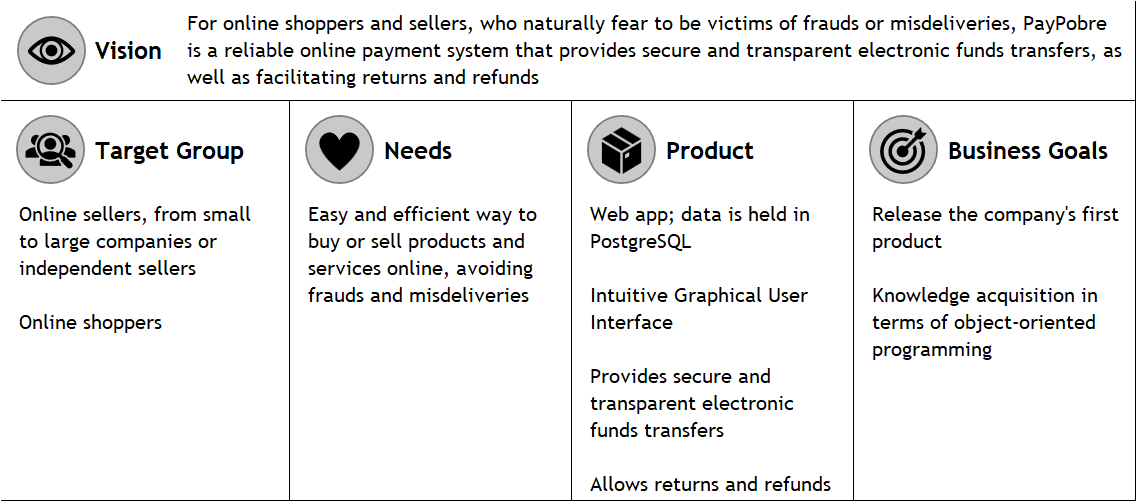 Vision
For online shoppers and sellers, who naturally fear to be victims of frauds or misdeliveries, PayPobre
is a reliable online payment system that provides secure and transparent electronic funds transfers, as
well as facilitating returns and refunds
Target Group
Online sellers, from small
to large companies or
independent sellers
Online shoppers
Needs
Easy and efficient way to
buy or sell products and
services online, avoiding
frauds and misdeliveries
Product
Web app; data is held in
PostgreSQL
Intuitive Graphical User
Interface
Provides secure and
transparent electronic
funds transfers
Allows returns and refunds
Business Goals
Release the company's first
product
Knowledge acquisition in
terms of object-oriented
programming